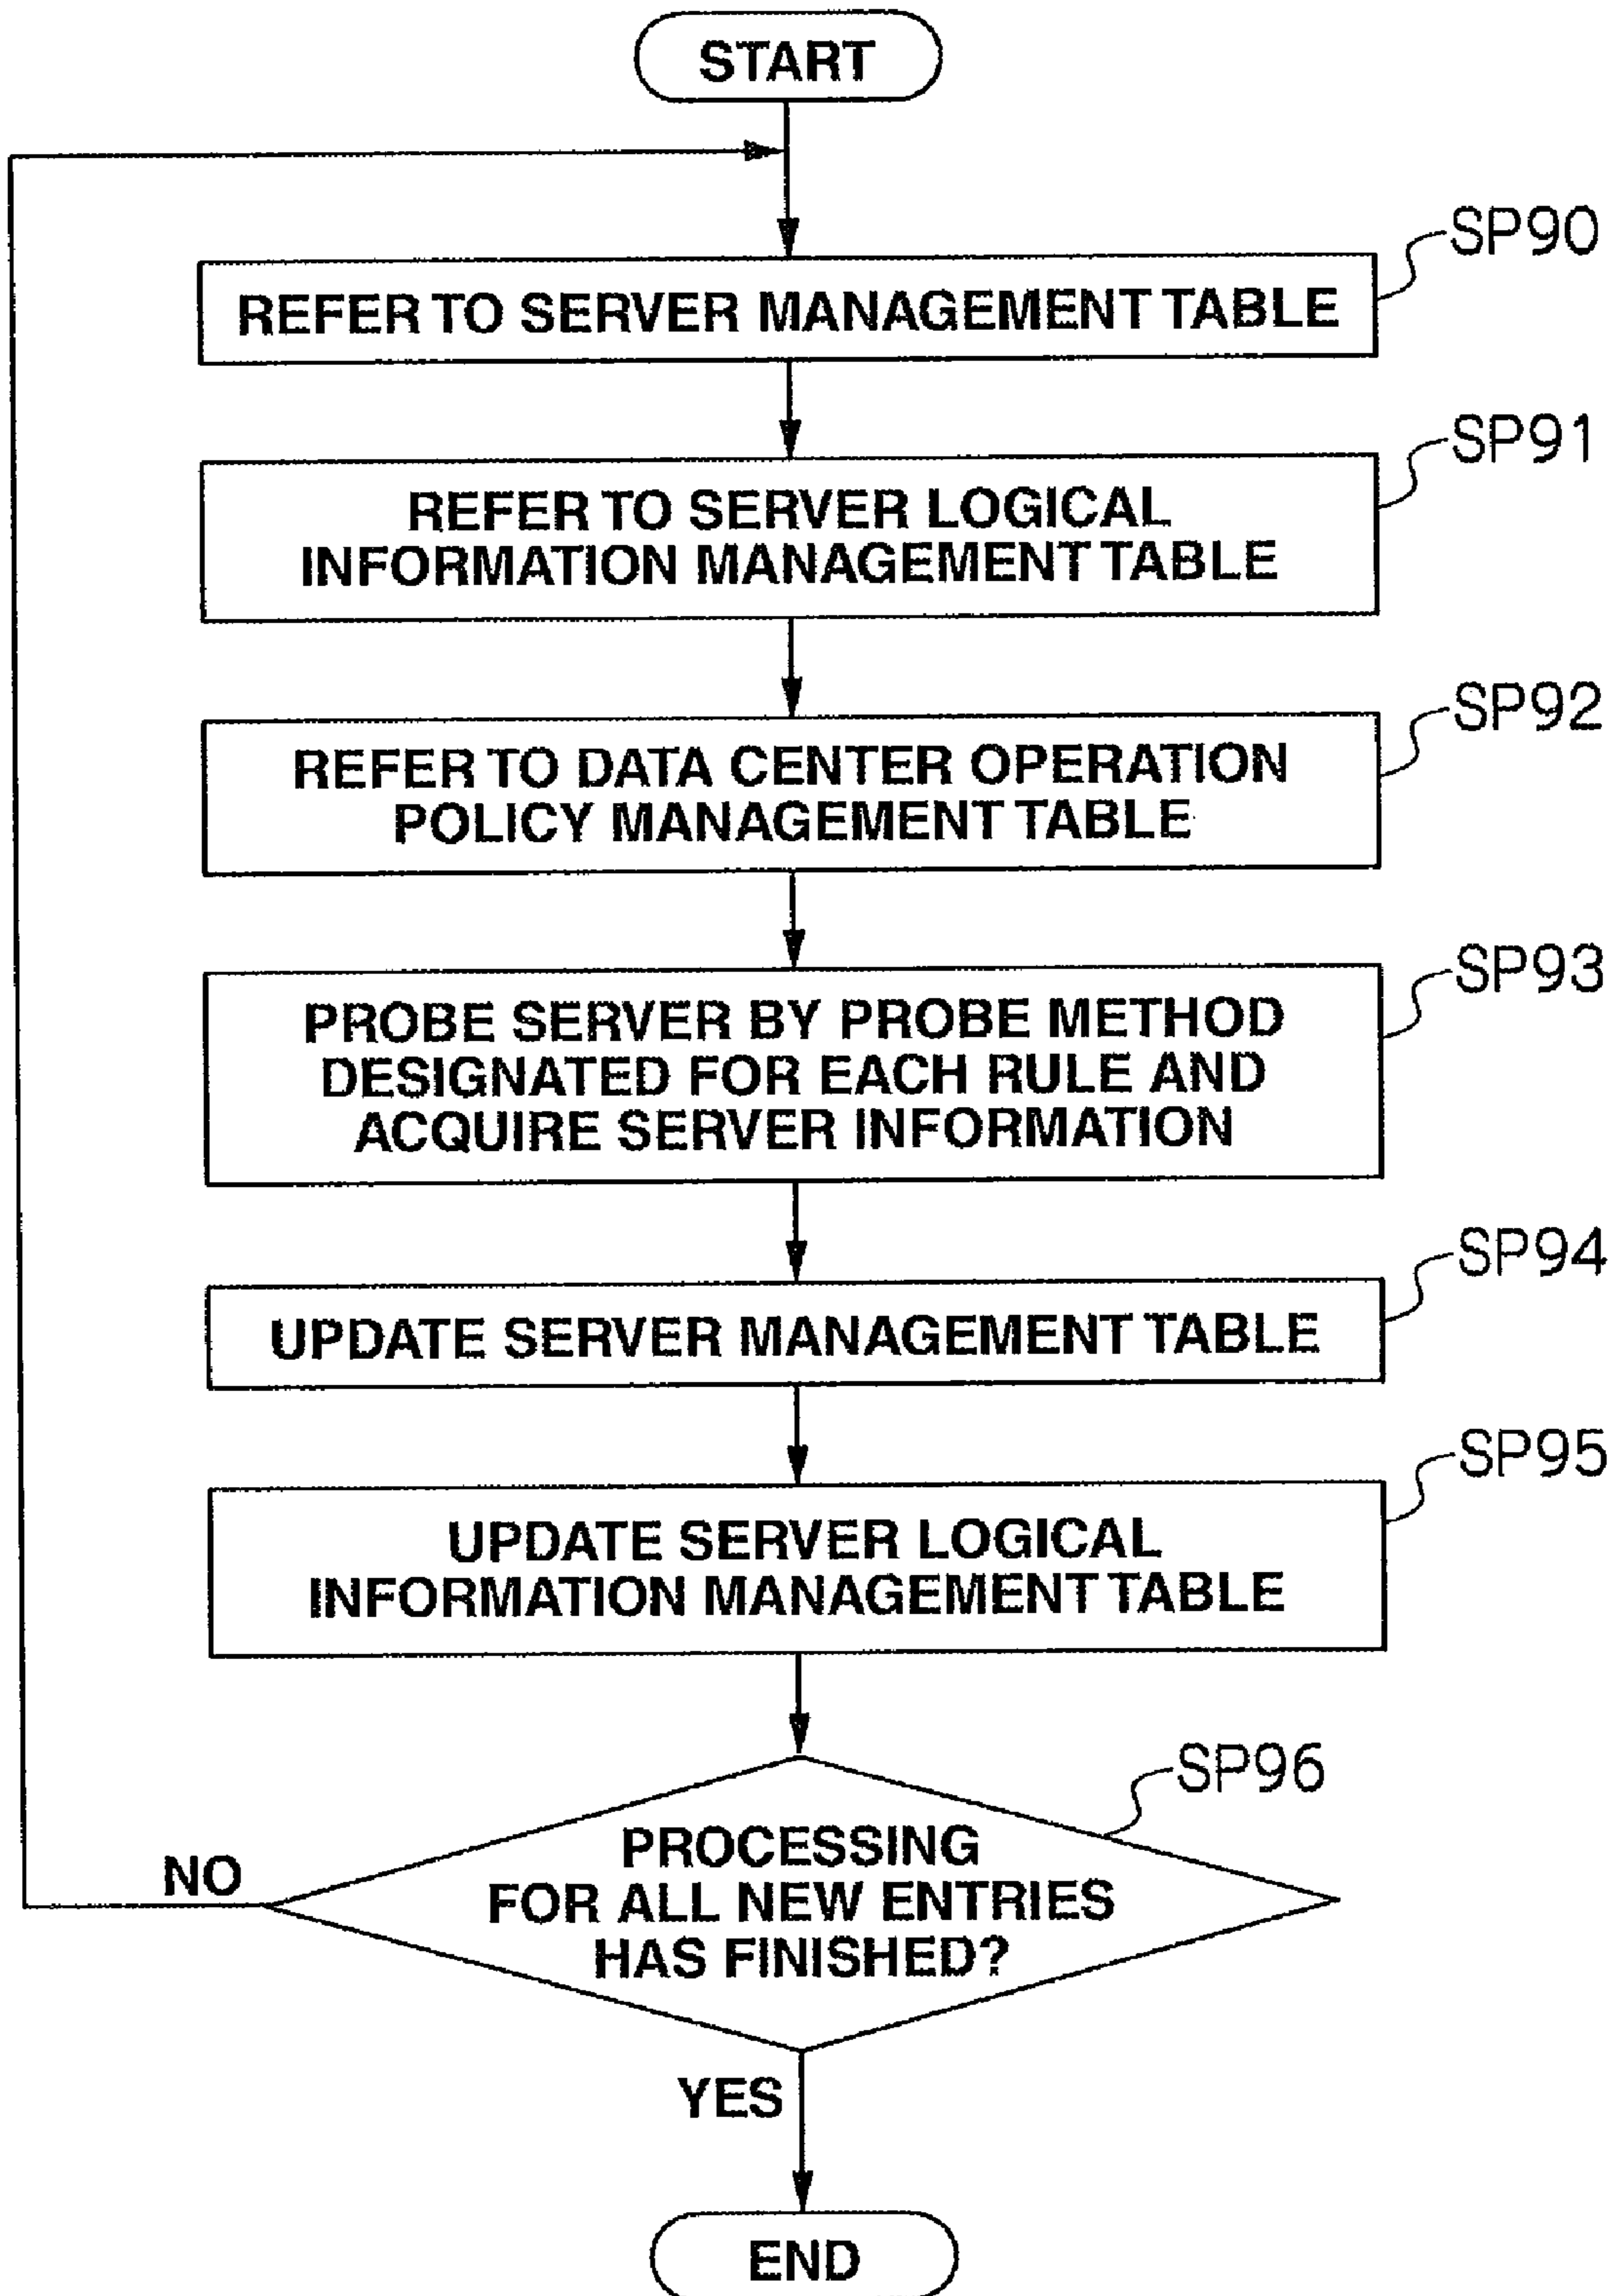 START
SP90
REFER TO SERVER MANAGEMENT TABLE
SP91
REFER TO SERVER LOGICAL
INFORMATION MANAGEMENT TABLE
SP92
REFER TO DATA CENTER OPERATION
POLICY MANAGEMENT TABLE
SP93
PROBE SERVER BY PROBE METHOD
DESIGNATED FOR EACH RULE AND
ACQUIRE SERVER INFORMATION
SP94
UPDATE SERVER MANAGEMENT TABLE
SP95
UPDATE SERVER LOGICAL
INFORMATION MANAGEMENT TABLE
SP96
PROCESSING
FOR ALL NEW ENTRIES
HAS FINISHED?
NO
YES
END